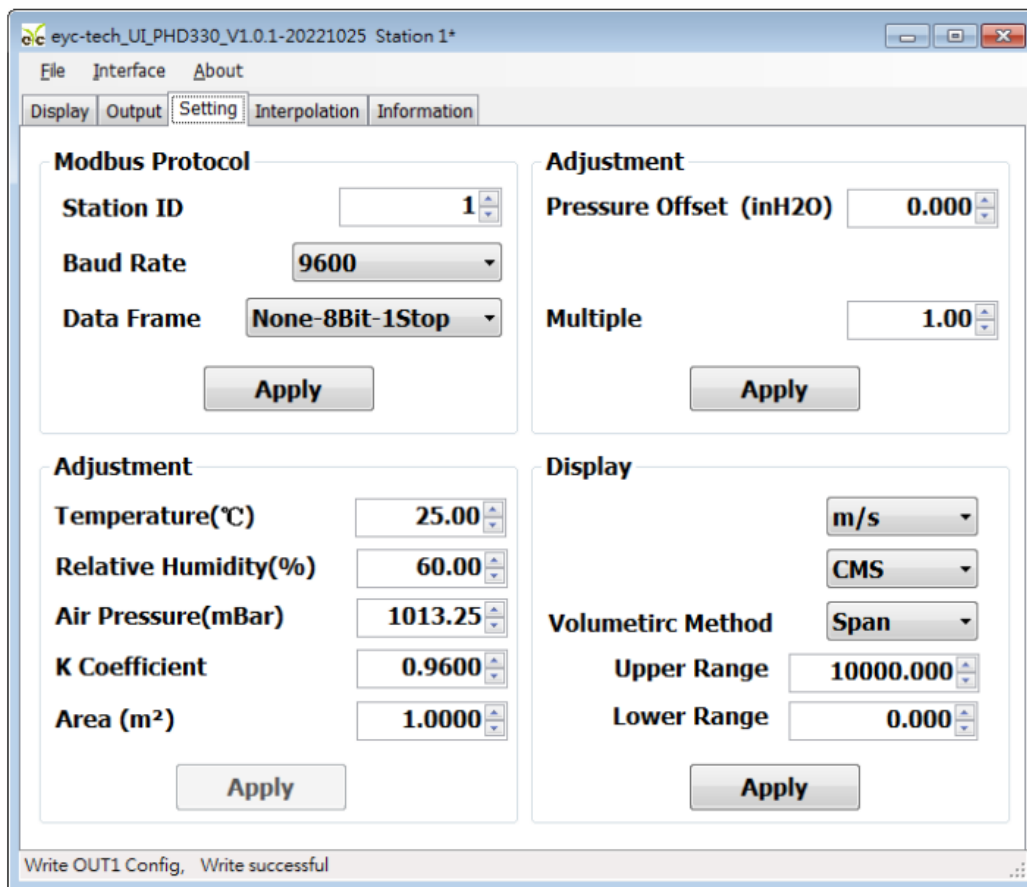 eyc-tech_UI_PHD330_V1.0.1-20221025 Station 1*
File Interface About
Display Output Setting Interpolation Information
Modbus Protocol
Station ID 1
Baud Rate 9600
Data Frame None-8Bit-1Stop
Apply
Adjustment
Pressure Offset (inH2O) 0.000
Multiple 1.00
Apply
Adjustment
Temperature(℃) 25.00
Relative Humidity(%) 60.00
Air Pressure(mBar) 1013.25
K Coefficient 0.9600
Area (m²) 1.0000
Apply
Display
m/s
CMS
Volumetirc Method Span
Upper Range 10000.000
Lower Range 0.000
Apply
Write OUT1 Config, Write successful